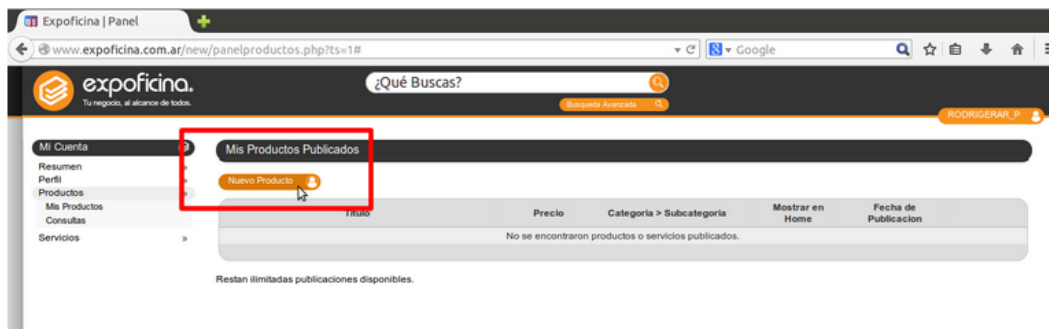 Expoficina | Panel
www.expoficina.com.ar/new/panelproductos.php?ts=1#
Google
expoficina.
Tu negocio, al alcance de todos.
¿Qué Buscas?
Busqueda Avanzada
RODRIGERAR_P
Mi Cuenta
Resumen
Perfil
Productos
Mis Productos
Consultas
Servicios
Mis Productos Publicados
Nuevo Producto
Titulo Precio Categoria > Subcategoria Mostrar en Home Fecha de Publicacion
No se encontraron productos o servicios publicados.
Restan ilimitadas publicaciones disponibles.